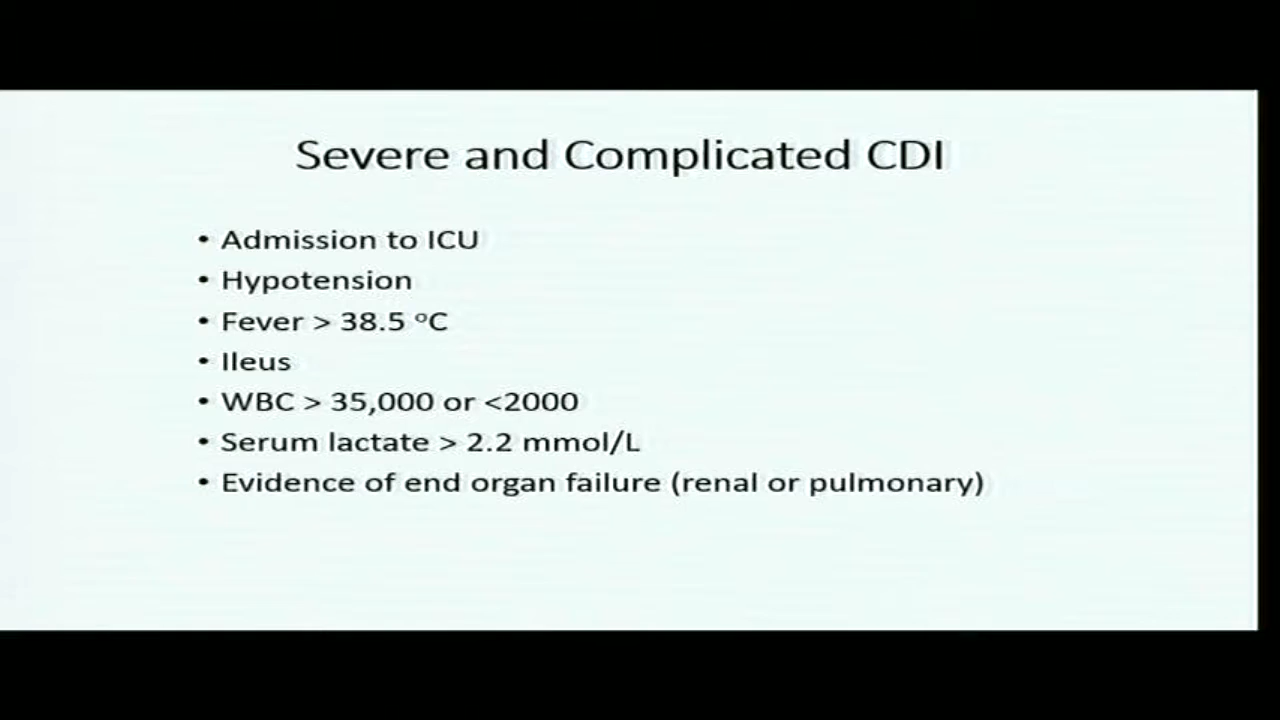 Severe and Complicated CDI
• Admission to ICU
• Hypotension
• Fever > 38.5 ºC
• Ileus
• WBC > 35,000 or <2000
• Serum lactate > 2.2 mmol/L
• Evidence of end organ failure (renal or pulmonary)